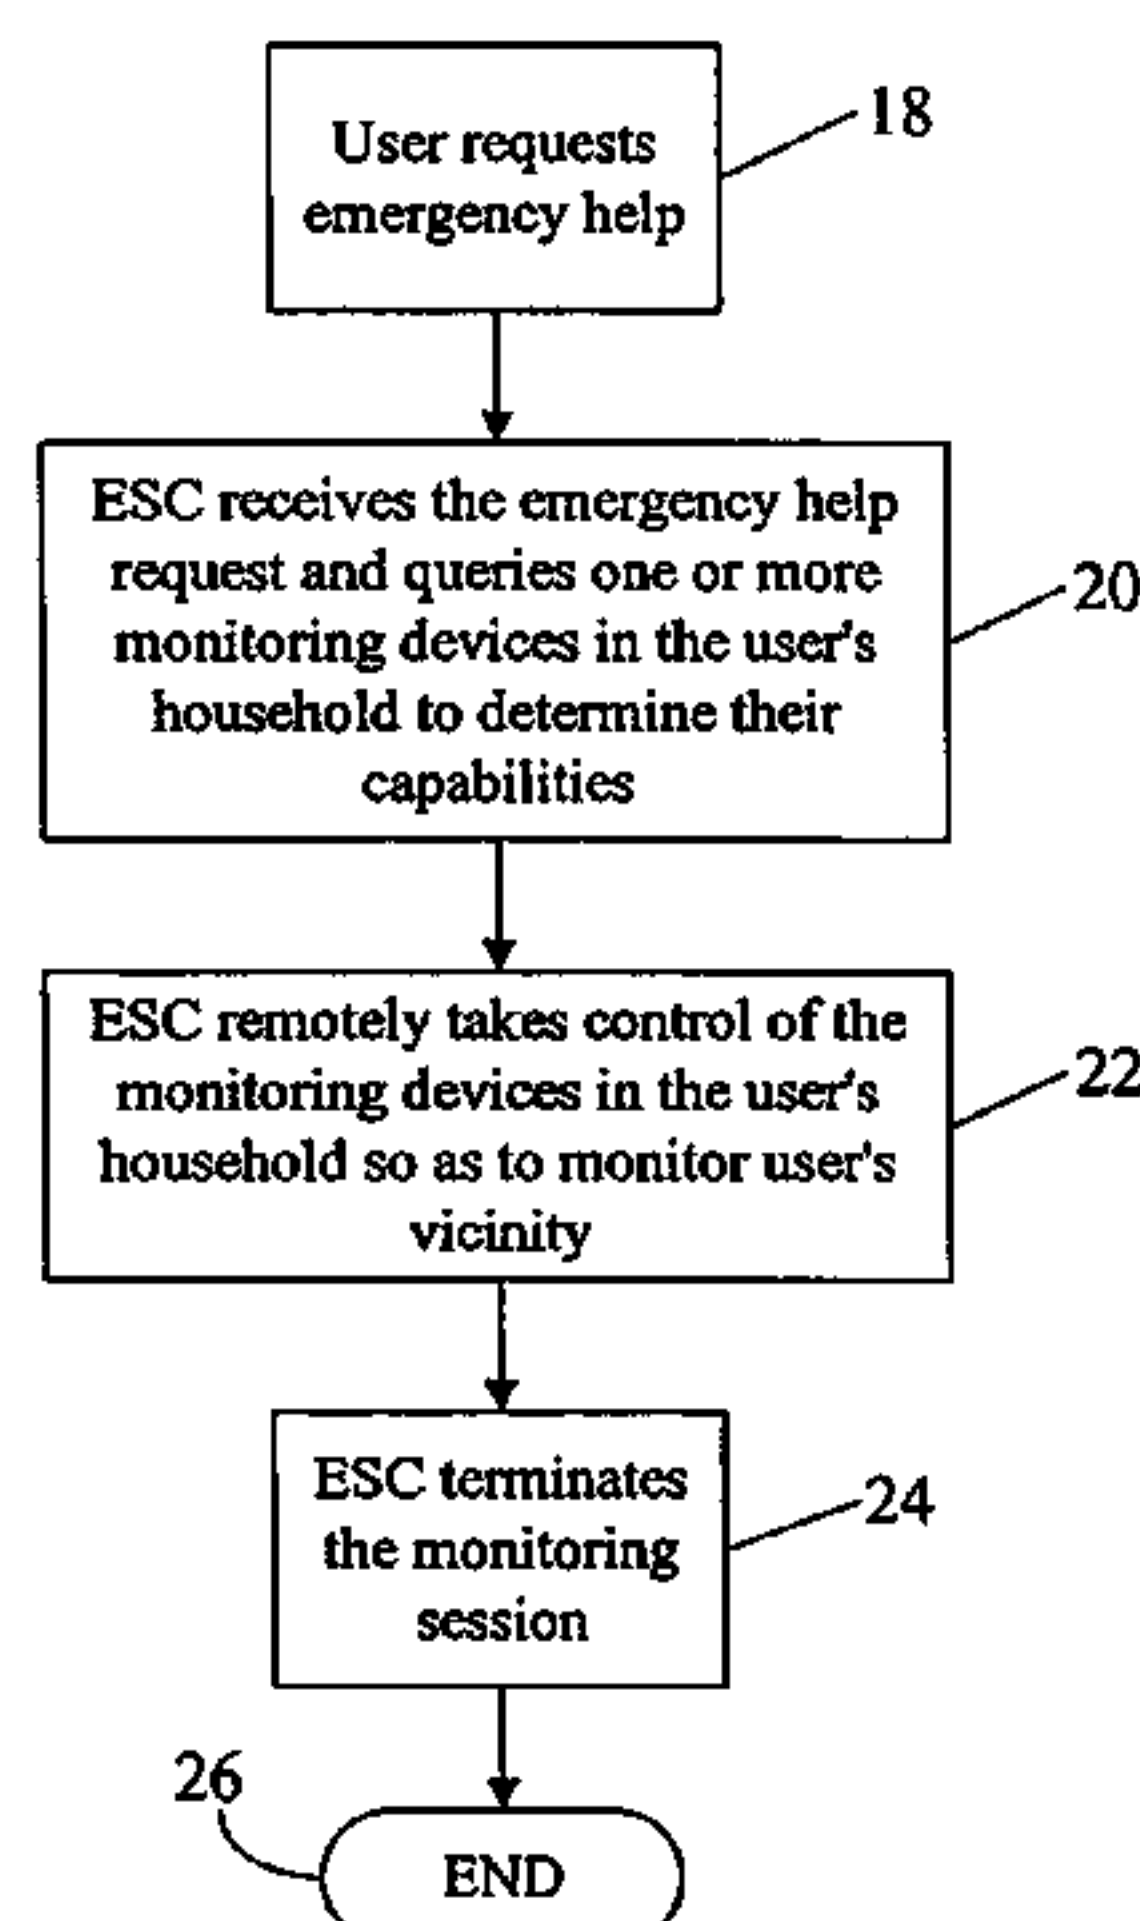 User requests
emergency help
18
ESC receives the emergency help
request and queries one or more
monitoring devices in the user's
household to determine their
capabilities
20
ESC remotely takes control of the
monitoring devices in the user's
household so as to monitor user's
vicinity
22
ESC terminates
the monitoring
session
24
26
END